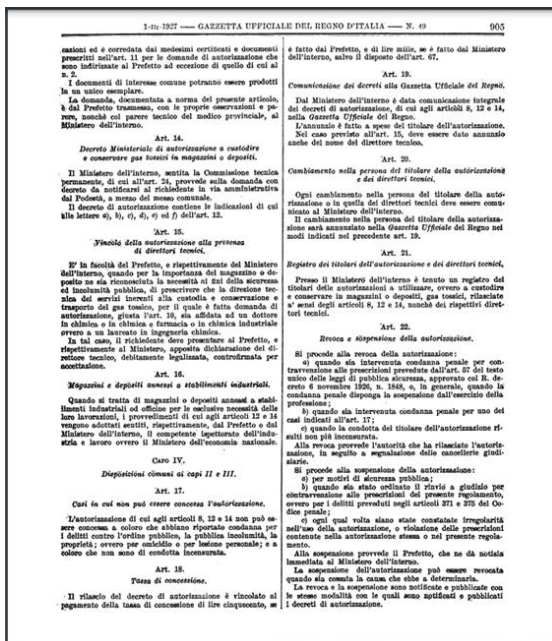 1-III-1927 — GAZZETTA UFFICIALE DEL REGNO D'ITALIA — N. 49 905
cazioni ed è corredata dai medesimi certificati e documenti
prescritti nell'art. 11 per le domande di autorizzazione che
sono indirizzate al Prefetto ad eccezione di quello di cui al
n. 2.
I documenti di interesse comune potranno essere prodotti
in un unico esemplare.
La domanda, documentata a norma del presente articolo,
è dal Prefetto trasmessa, con le proprie osservazioni e pa-
rere, nonchè col parere tecnico del medico provinciale, al
Ministero dell'interno.
Art. 14.
Decreto Ministeriale di autorizzazione a custodire
e conservare gas tossici in magazzini o depositi.
Il Ministero dell'interno, sentita la Commissione tecnica
permanente, di cui all'art. 24, provvede sulla domanda con
decreto da notificarsi al richiedente in via amministrativa
dal Podestà, a mezzo del messo comunale.
Il decreto di autorizzazione contiene le indicazioni di cui
alle lettere a), b), c), d), e) ed f) dell'art. 12.
Art. 15.
Vincolo della autorizzazione alla presenza
di direttori tecnici.
E' in facoltà del Prefetto, e rispettivamente del Ministero
dell'interno, quando per la importanza del magazzino o de-
posito ne sia riconosciuta la necessità ai fini della sicurezza
ed incolumità pubblica, di prescrivere che la direzione tec-
nica dei servizi inerenti alla custodia e conservazione e
trasporto del gas tossico, per il quale è fatta domanda di
autorizzazione, giusta l'art. 10, sia affidata ad un dottore
in chimica o in chimica e farmacia o in chimica industriale
ovvero a un laureato in ingegneria chimica.
In tal caso, il richiedente deve presentare al Prefetto, e
rispettivamente al Ministero, apposita dichiarazione del di-
rettore tecnico, debitamente legalizzata, controfirmata per
accettazione.
Art. 16.
Magazzini e depositi annessi a stabilimenti industriali.
Quando si tratta di magazzini o depositi annessi a stabi-
limenti industriali od officine per le esclusive necessità delle
loro lavorazioni, i provvedimenti di cui agli articoli 12 e 14
vengono adottati sentiti, rispettivamente, dal Prefetto o dal
Ministero dell'interno, il competente ispettorato dell'indu-
stria e lavoro ovvero il Ministero dell'economia nazionale.
CAPO IV.
Disposizioni comuni ai capi II e III.
Art. 17.
Casi in cui non può essere concessa l'autorizzazione.
L'autorizzazione di cui agli articoli 8, 12 e 14 non può es-
sere concessa a coloro che abbiano riportate condanna per
i delitti contro l'ordine pubblico, la pubblica incolumità, la
proprietà; ovvero per omicidio o per lesione personale; e a
coloro che non sono di condotta incensurata.
Art. 18.
Tassa di concessione.
Il rilascio del decreto di autorizzazione è vincolato al
pagamento della tassa di concessione di lire cinquecento, se
è fatto dal Prefetto, e di lire mille, se è fatto dal Ministero
dell'interno, salvo il disposto dell'art. 67.
Art. 19.
Comunicazione dei decreti alla Gazzetta Ufficiale del Regno.
Dal Ministero dell'interno è data comunicazione integrale
dei decreti di autorizzazione, di cui agli articoli 8, 12 e 14,
nella Gazzetta Ufficiale del Regno.
L'annunzio è fatto a spese del titolare dell'autorizzazione.
Nel caso previsto all'art. 15, deve essere dato annunzio
anche del nome del direttore tecnico.
Art. 20.
Cambiamento nella persona del titolare della autorizzazione
e dei direttori tecnici.
Ogni cambiamento nella persona del titolare della auto-
rizzazione o in quella dei direttori tecnici deve essere comu-
nicato al Ministero dell'interno.
Il cambiamento nella persona del titolare della autorizza-
zione sarà annunziato nella Gazzetta Ufficiale del Regno nei
modi indicati nel precedente art. 19.
Art. 21.
Registro dei titolari dell'autorizzazione e dei direttori tecnici.
Presso il Ministero dell'interno è tenuto un registro dei
titolari delle autorizzazioni a utilizzare, ovvero a custodire
e conservare in magazzini o depositi, gas tossici, rilasciate
a' sensi degli articoli 8, 12 e 14, nonchè dei rispettivi diret-
tori tecnici.
Art. 22.
Revoca e sospensione della autorizzazione.
Si procede alla revoca della autorizzazione:
a) quando sia intervenuta condanna penale per con-
travvenzione alle prescrizioni prevedute dall'art. 57 del testo
unico delle leggi di pubblica sicurezza, approvato col R. de-
creto 6 novembre 1926, n. 1848, o, in generale, quando la
condanna penale disponga la sospensione dall'esercizio della
professione;
b) quando sia intervenuta condanna penale per uno dei
casi indicati all'art. 17;
c) quando la condotta del titolare dell'autorizzazione ri-
sulti non più incensurata.
Alla revoca provvede l'autorità che ha rilasciato l'autoriz-
zazione, in seguito a segnalazione delle cancellerie giudi-
ziarie.
Si procede alla sospensione della autorizzazione:
a) per motivi di sicurezza pubblica;
b) quando sia stato ordinato il rinvio a giudizio per
contravvenzione alle prescrizioni del presente regolamento,
ovvero per i delitti preveduti negli articoli 371 e 375 del Co-
dice penale;
c) ogni qual volta siano state constatate irregolarità
nell'uso della autorizzazione, o violazione delle prescrizioni
contenute nella autorizzazione stessa o nel presente regola-
mento.
Alla sospensione provvede il Prefetto, che ne dà notizia
immediata al Ministero dell'interno.
La sospensione dell'autorizzazione può essere revocata
quando sia cessata la causa che ebbe a determinarla.
La revoca e la sospensione sono notificate e pubblicate con
le stesse modalità con le quali sono notificati e pubblicati
i decreti di autorizzazione.